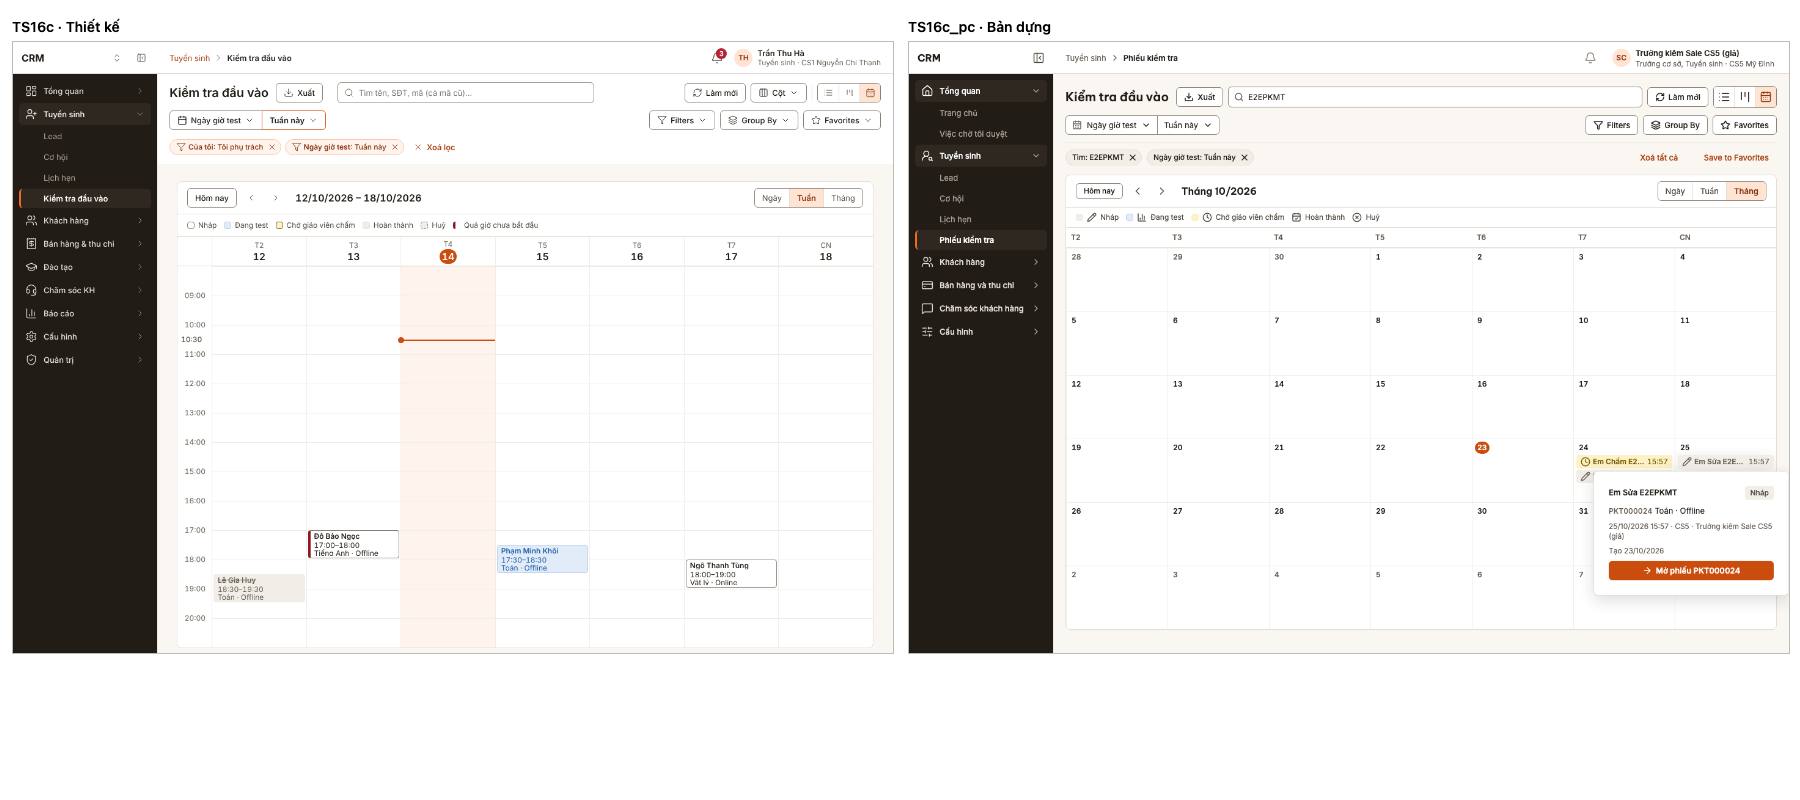 TS16c · Thiết kế
CRM
Tuyển sinh > Kiểm tra đầu vào
3
TH
Trần Thu Hà
Tuyển sinh · CS1 Nguyễn Chí Thanh
Tổng quan
Tuyển sinh
Lead
Cơ hội
Lịch hẹn
Kiểm tra đầu vào
Khách hàng
Bán hàng & thu chi
Đào tạo
Chăm sóc KH
Báo cáo
Cấu hình
Quản trị
Kiểm tra đầu vào
Xuất
Tìm tên, SĐT, mã (cả mã cũ)...
Làm mới
Cột
Ngày giờ test
Tuần này
Filters
Group By
Favorites
Của tôi: Tôi phụ trách
Ngày giờ test: Tuần này
Xoá lọc
Hôm nay
12/10/2026 – 18/10/2026
Ngày
Tuần
Tháng
Nháp
Đang test
Chờ giáo viên chấm
Hoàn thành
Huỷ
Quá giờ chưa bắt đầu
T2 T3 T4 T5 T6 T7 CN
12 13 14 15 16 17 18
09:00
10:00
10:30
11:00
12:00
13:00
14:00
15:00
16:00
17:00
18:00
19:00
20:00
Đỗ Bảo Ngọc
17:00–18:00
Tiếng Anh · Offline
Phạm Minh Khôi
17:30–18:30
Toán · Offline
Ngô Thanh Tùng
18:00–19:00
Vật lý · Online
Lê Gia Huy
18:30–19:30
Toán · Offline
TS16c_pc · Bản dựng
CRM
Tuyển sinh > Phiếu kiểm tra
SC
Trưởng kiêm Sale CS5 (giả)
Trưởng cơ sở, Tuyển sinh · CS5 Mỹ Đình
Tổng quan
Trang chủ
Việc chờ tôi duyệt
Tuyển sinh
Lead
Cơ hội
Lịch hẹn
Phiếu kiểm tra
Khách hàng
Bán hàng và thu chi
Chăm sóc khách hàng
Cấu hình
Kiểm tra đầu vào
Xuất
E2EPKMT
Làm mới
Ngày giờ test
Tuần này
Filters
Group By
Favorites
Tìm: E2EPKMT
Ngày giờ test: Tuần này
Xoá tất cả
Save to Favorites
Hôm nay
Tháng 10/2026
Ngày
Tuần
Tháng
Nháp
Đang test
Chờ giáo viên chấm
Hoàn thành
Huỷ
T2 T3 T4 T5 T6 T7 CN
28 29 30 1 2 3 4
5 6 7 8 9 10 11
12 13 14 15 16 17 18
19 20 21 22 23 24 25
Em Chấm E2... 15:57
Em Sửa E2E... 15:57
26 27 28 29 30 31
2 3 4 5 6 7
Em Sửa E2EPKMT
Nháp
PKT000024 Toán · Offline
25/10/2026 15:57 · CS5 · Trưởng kiêm Sale CS5
(giả)
Tạo 23/10/2026
Mở phiếu PKT000024